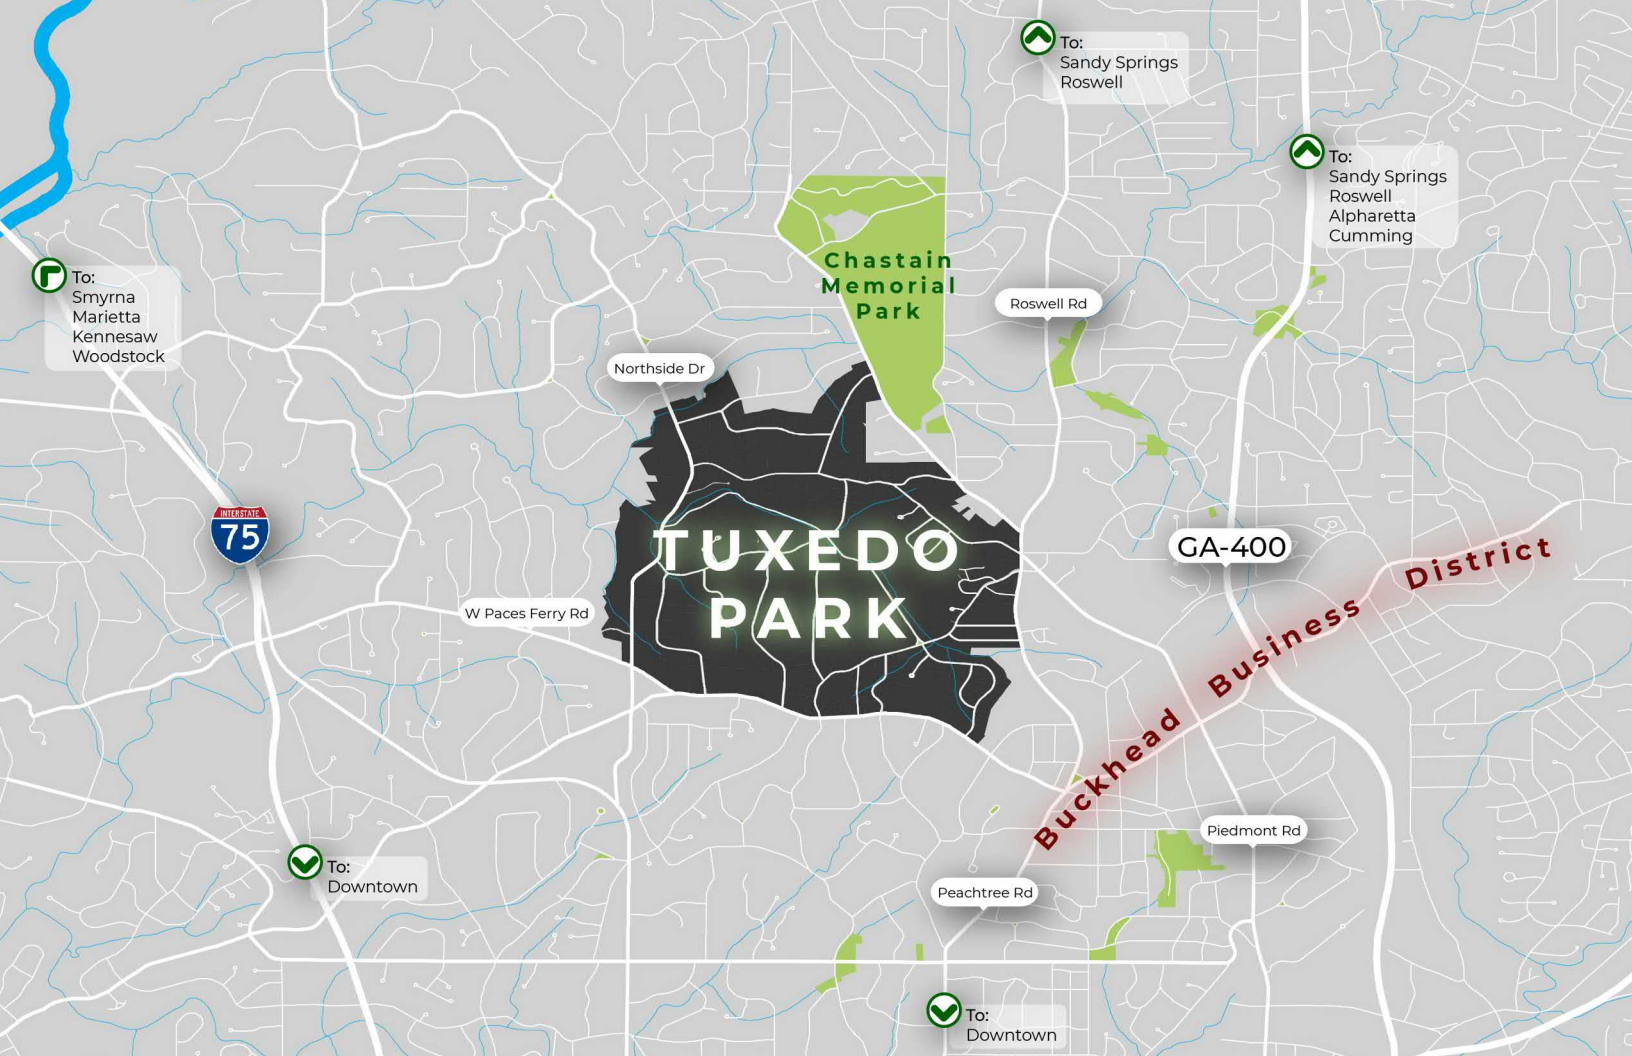 To:
Sandy Springs
Roswell
To:
Sandy Springs
Roswell
Alpharetta
Cumming
To:
Smyrna
Marietta
Kennesaw
Woodstock
Chastain
Memorial
Park
Roswell Rd
Northside Dr
INTERSTATE
75
TUXEDO
PARK
GA-400
W Paces Ferry Rd
Buckhead Business District
Piedmont Rd
To:
Downtown
Peachtree Rd
To:
Downtown